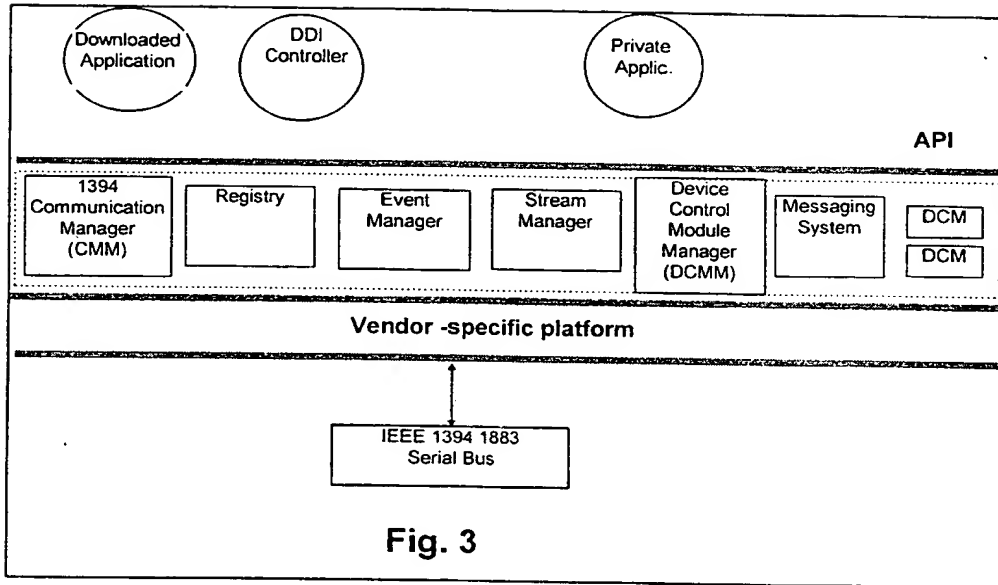 Downloaded
Application
DDI
Controller
Private
Applic.
API
1394
Communication
Manager
(CMM)
Registry
Event
Manager
Stream
Manager
Device
Control
Module
Manager
(DCMM)
Messaging
System
DCM
DCM
Vendor -specific platform
IEEE 1394 1883
Serial Bus
Fig. 3